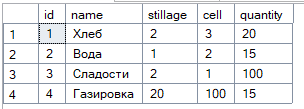 id name stillage cell quantity
1 1 Хлеб 2 3 20
2 2 Вода 1 2 15
3 3 Сладости 2 1 100
4 4 Газировка 20 100 15